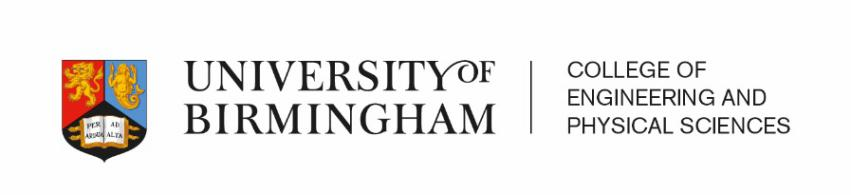 PER AD
ARDUA ALTA
UNIVERSITY OF
BIRMINGHAM
COLLEGE OF
ENGINEERING AND
PHYSICAL SCIENCES